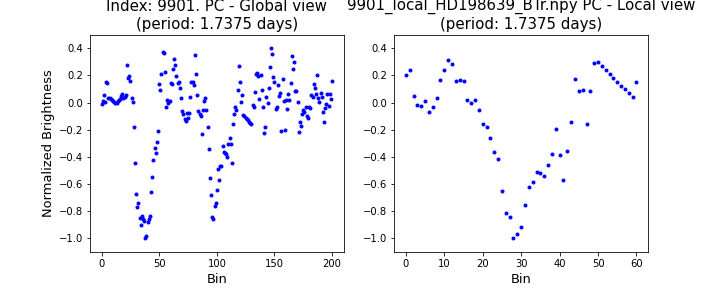 Index: 9901. PC - Global view
(period: 1.7375 days)
9901_local_HD198639_BTr.npy PC - Local view
(period: 1.7375 days)
Normalized Brightness
0.4
0.2
0.0
−0.2
−0.4
−0.6
−0.8
−1.0
0 50 100 150 200
Bin
0.4
0.2
0.0
−0.2
−0.4
−0.6
−0.8
−1.0
0 10 20 30 40 50 60
Bin